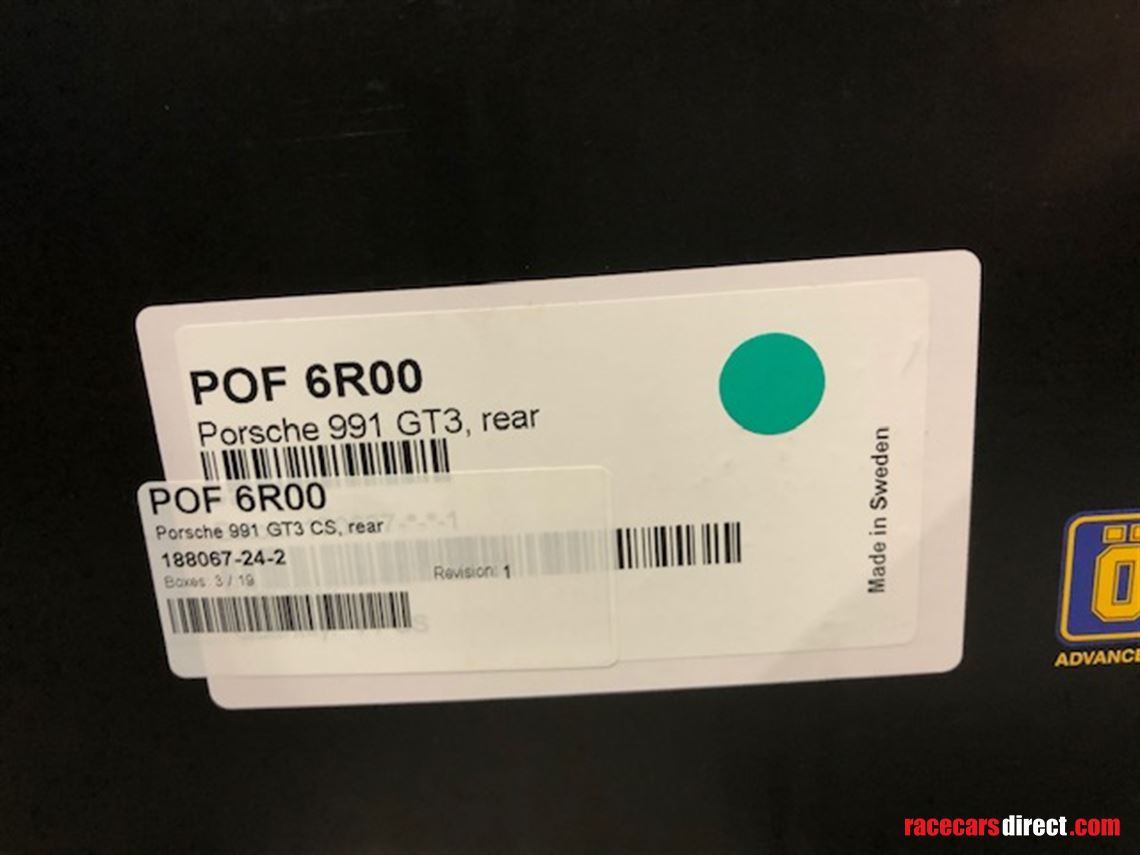 POF 6R00
Porsche 991 GT3, rear
POF 6R00
Porsche 991 GT3 CS, rear
188067-24-2
Boxes: 3 / 19
Revision: 1
Made in Sweden
Ö
racecarsdirect.com